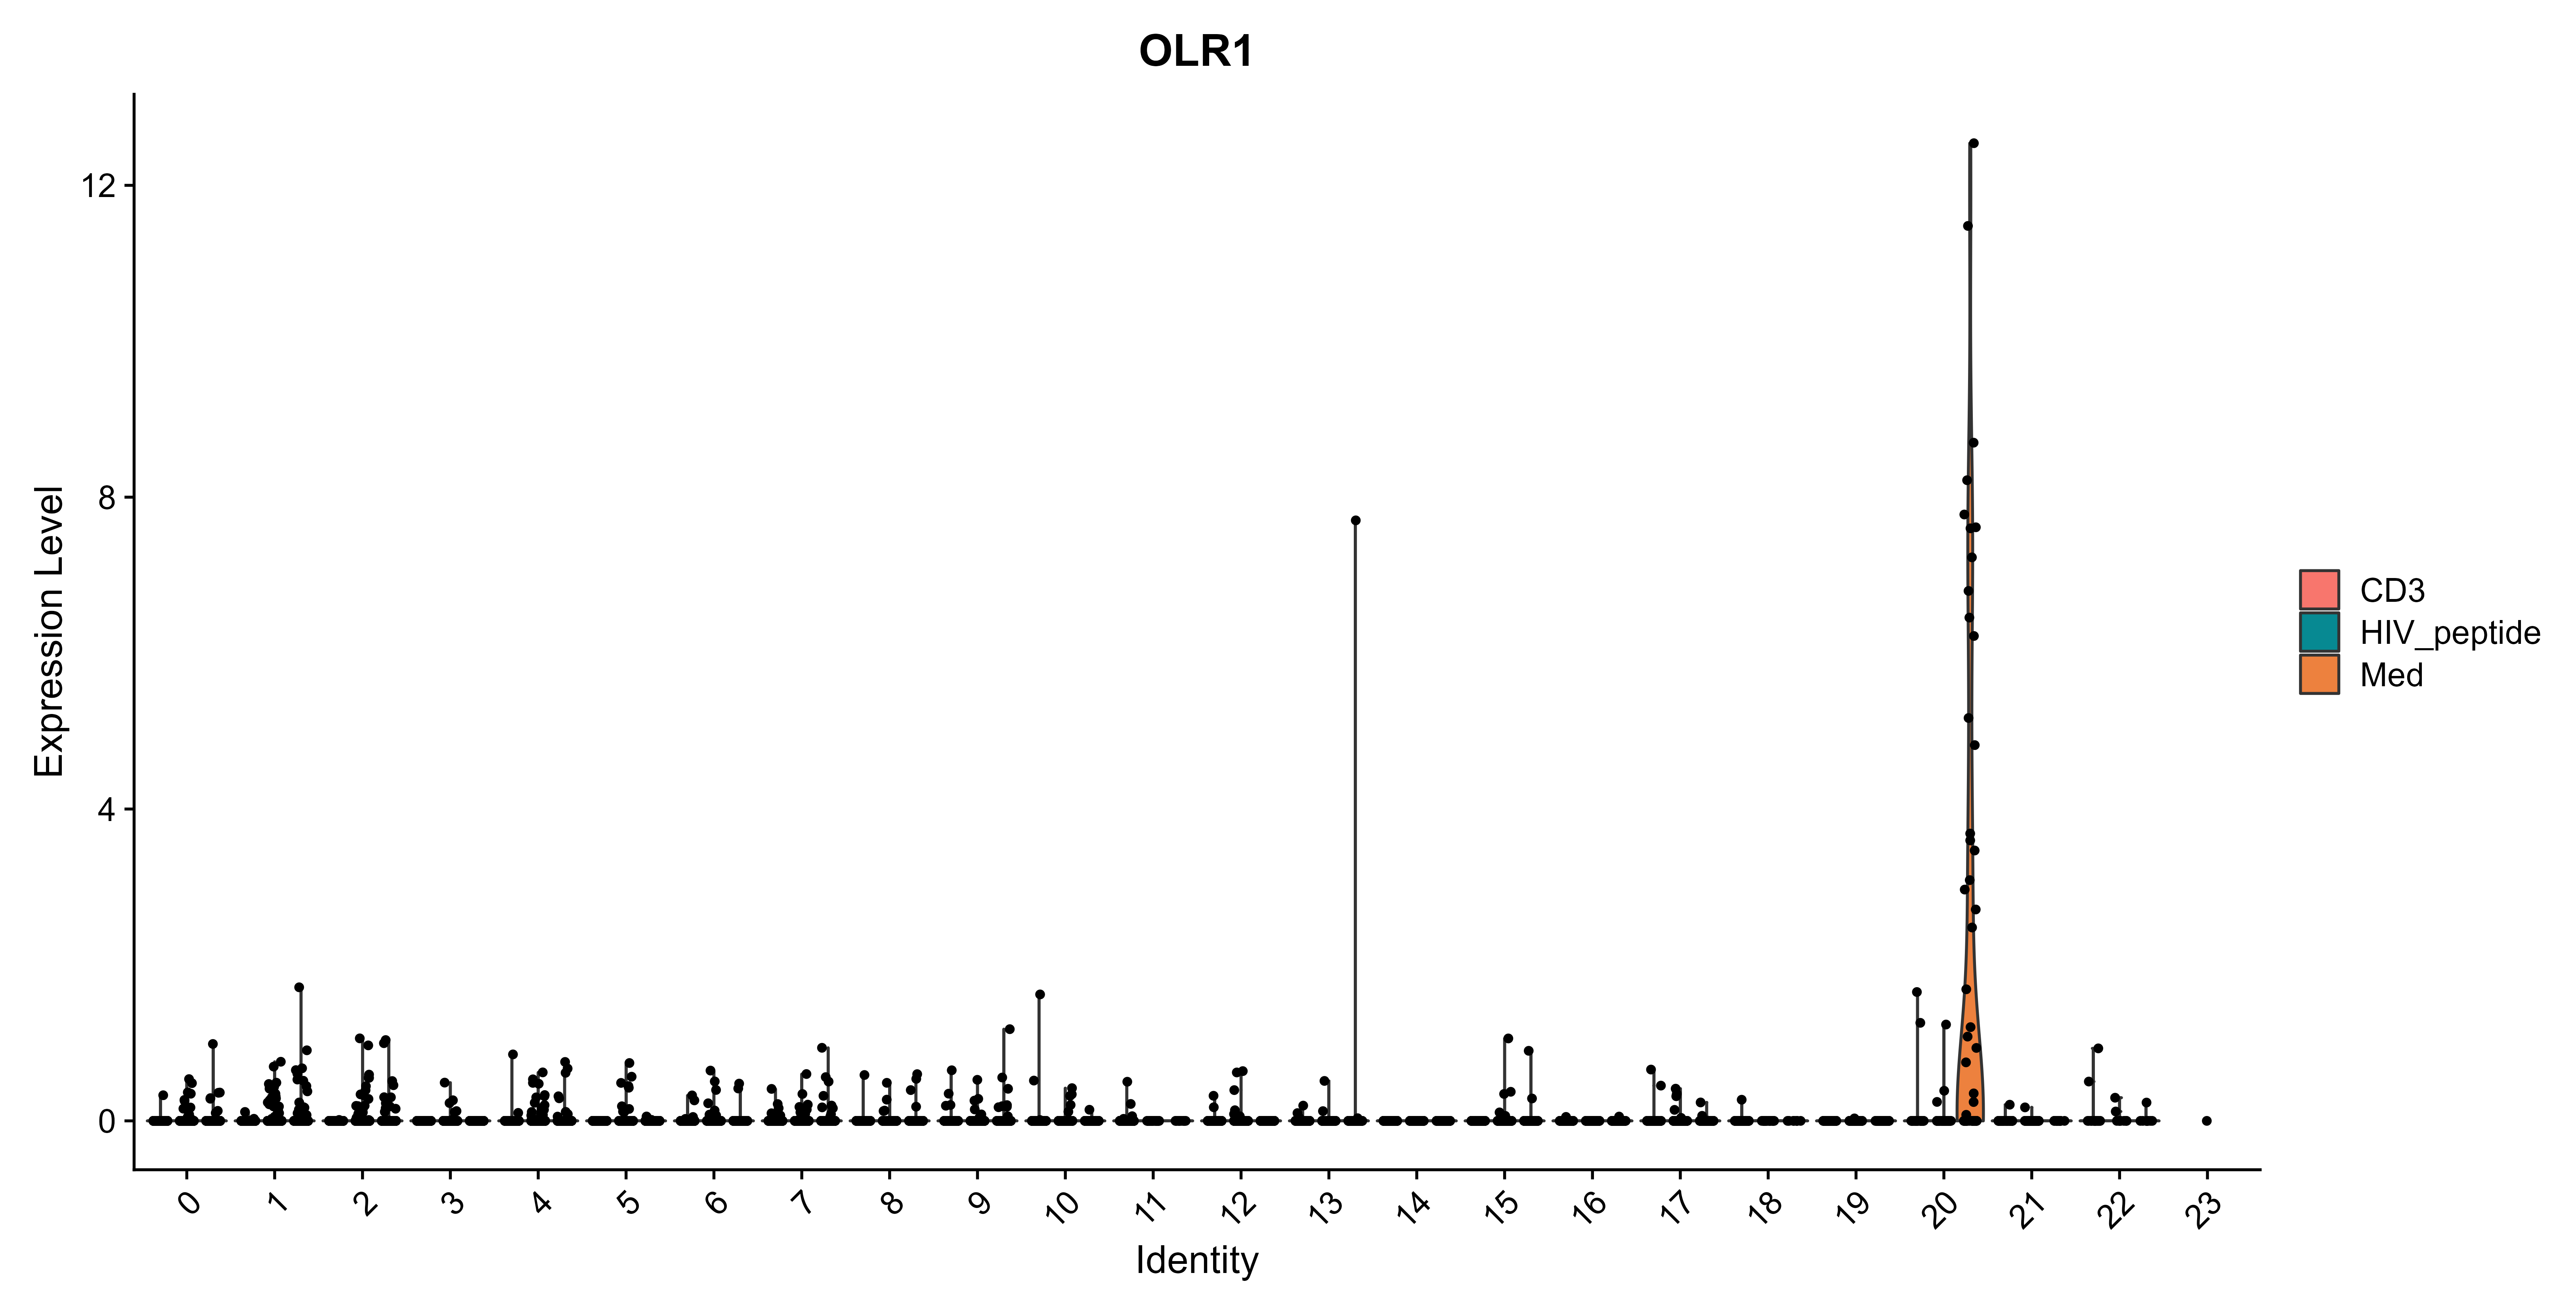 OLR1
Expression Level
12
8
4
0
0 1 2 3 4 5 6 7 8 9 10 11 12 13 14 15 16 17 18 19 20 21 22 23
Identity
CD3
HIV_peptide
Med